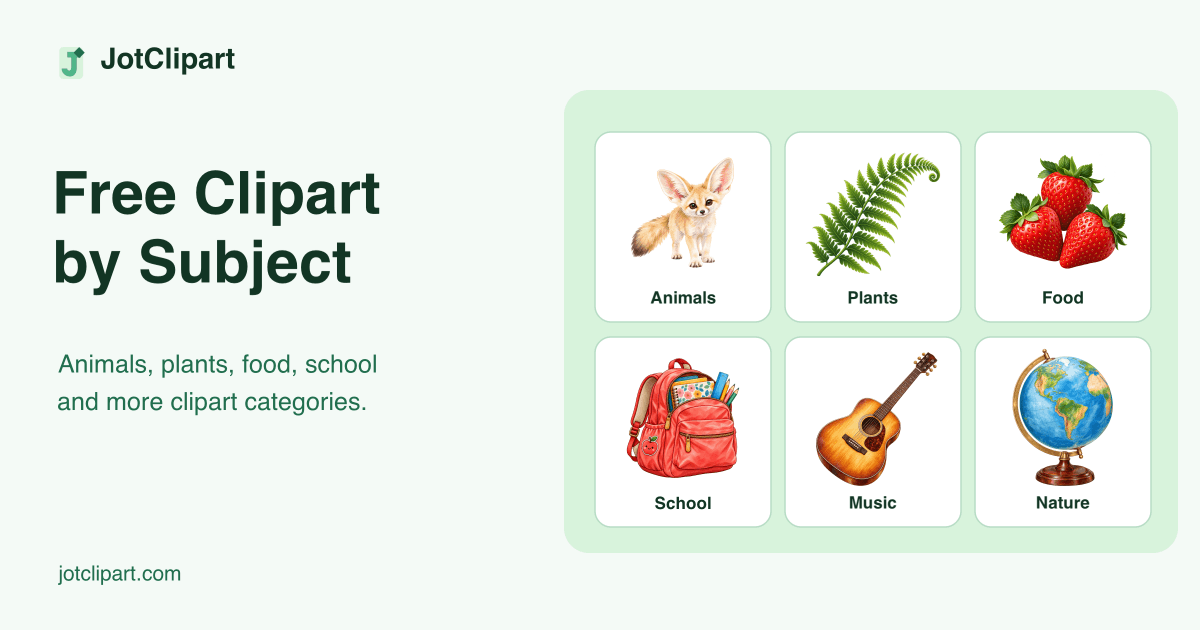 JotClipart
Free Clipart
by Subject
Animals, plants, food, school
and more clipart categories.
jotclipart.com
Animals
Plants
Food
School
Music
Nature